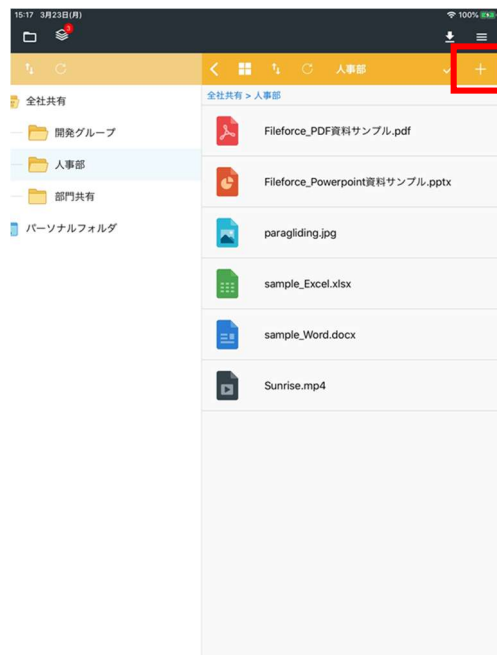 15:17 3月23日(月)
100%
3
人事部
全社共有
開発グループ
人事部
部門共有
パーソナルフォルダ
全社共有 > 人事部
Fileforce_PDF資料サンプル.pdf
Fileforce_Powerpoint資料サンプル.pptx
paragliding.jpg
sample_Excel.xlsx
sample_Word.docx
Sunrise.mp4